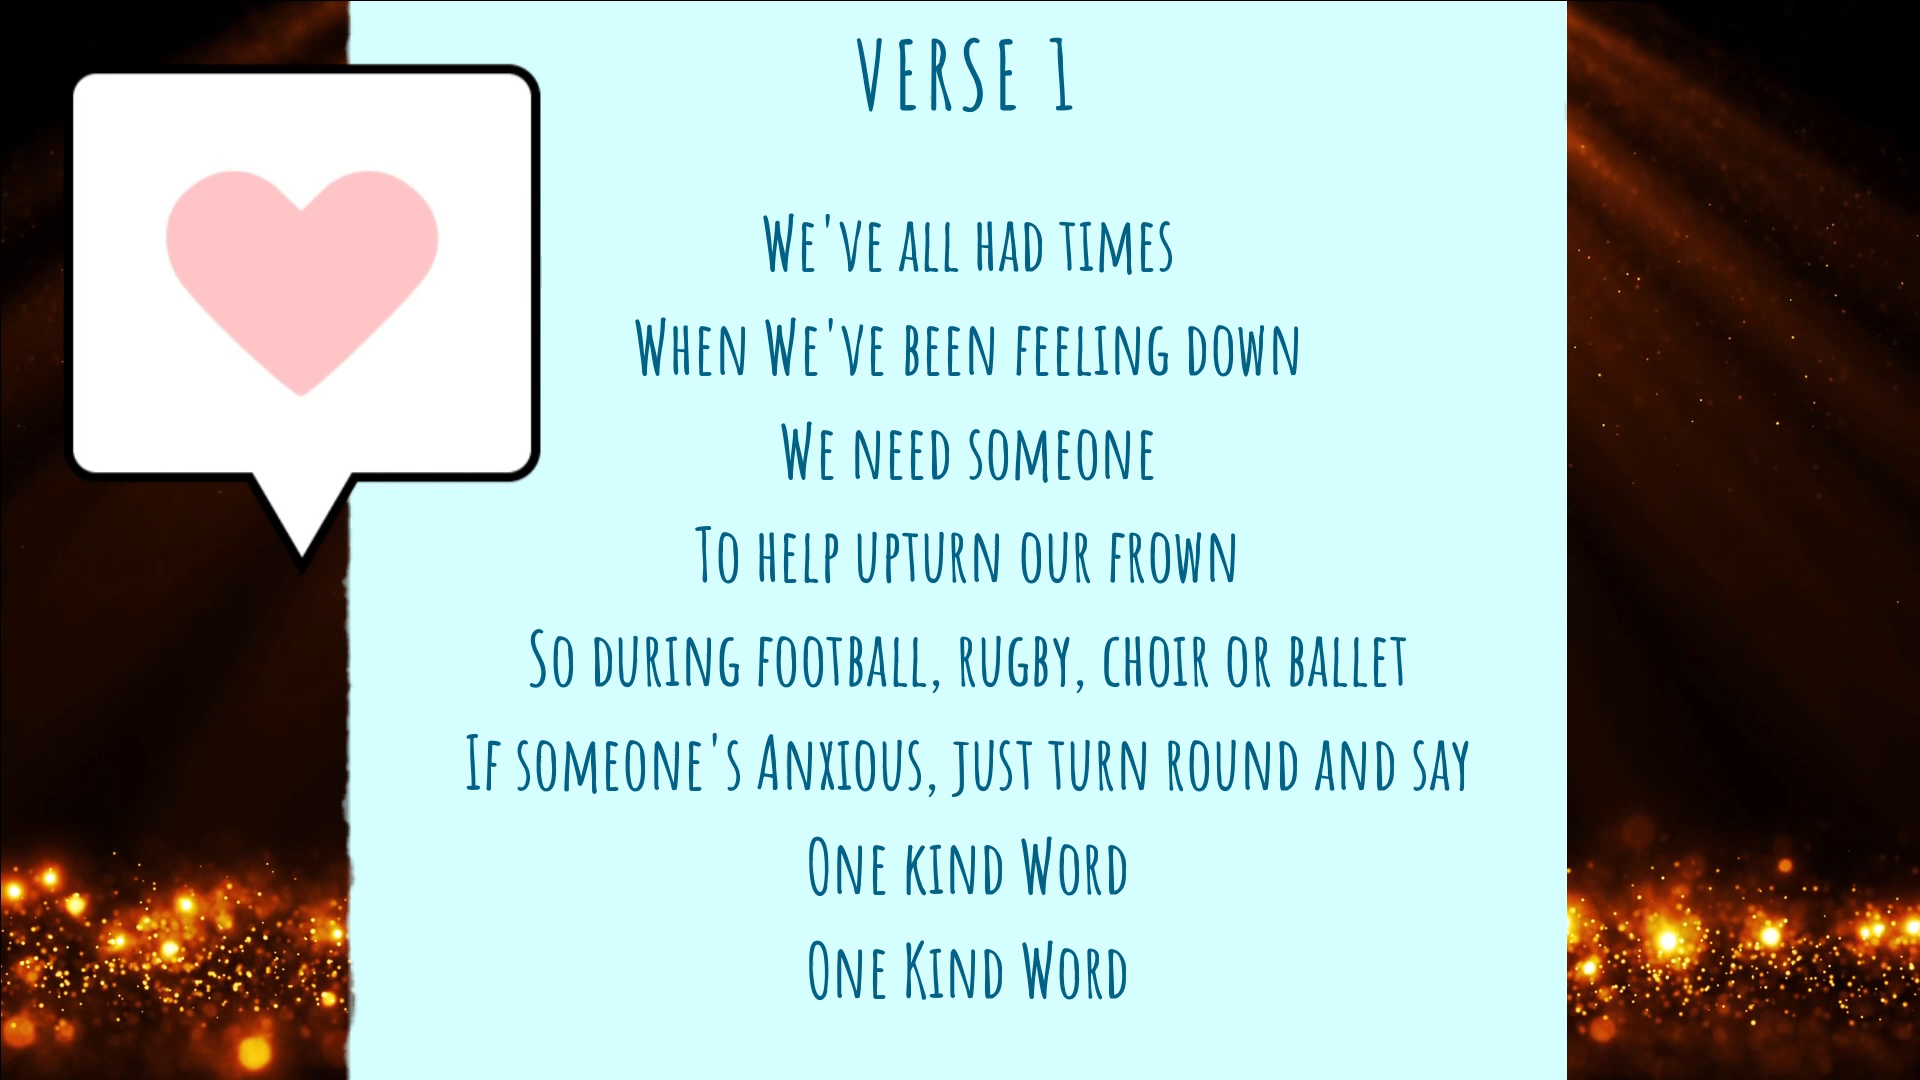 VERSE 1
We've all had times
When We've been feeling down
We need someone
To help upturn our frown
So during football, rugby, choir or ballet
If someone's Anxious, just turn round and say
One kind Word
One Kind Word